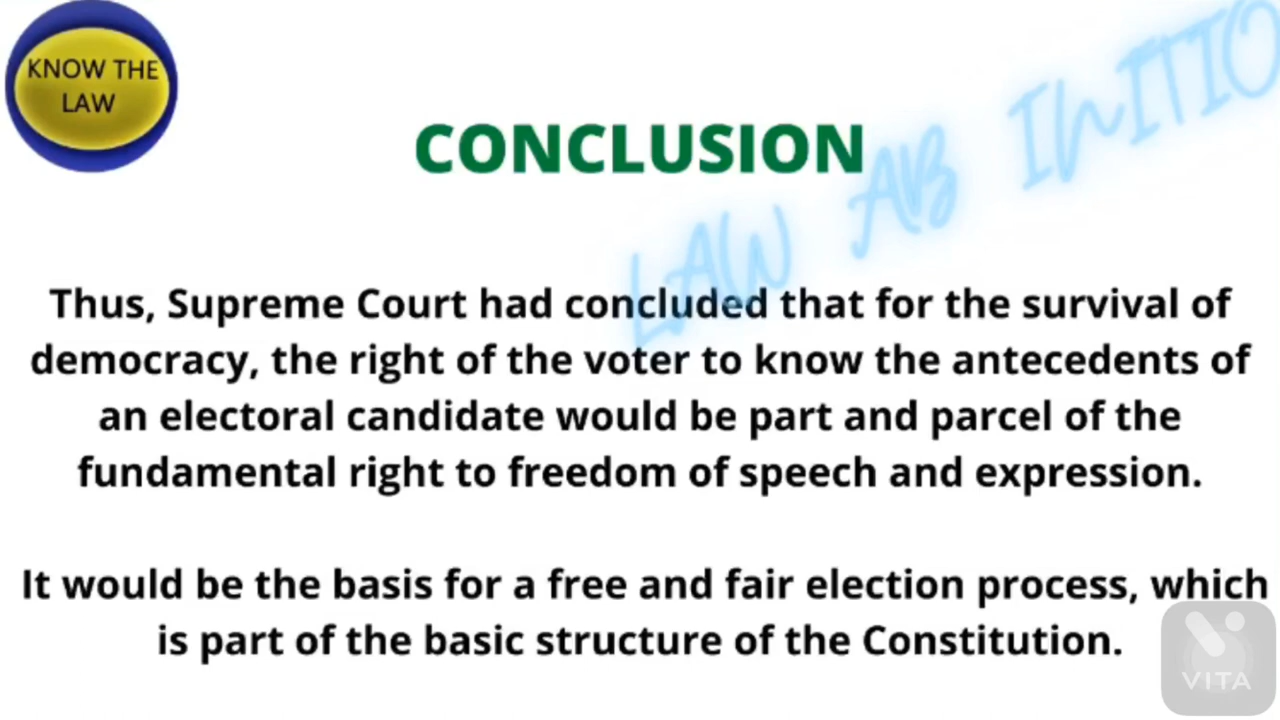 KNOW THE
LAW
CONCLUSION
LAW AB INITIO
Thus, Supreme Court had concluded that for the survival of
democracy, the right of the voter to know the antecedents of
an electoral candidate would be part and parcel of the
fundamental right to freedom of speech and expression.
It would be the basis for a free and fair election process, which
is part of the basic structure of the Constitution.
VITA